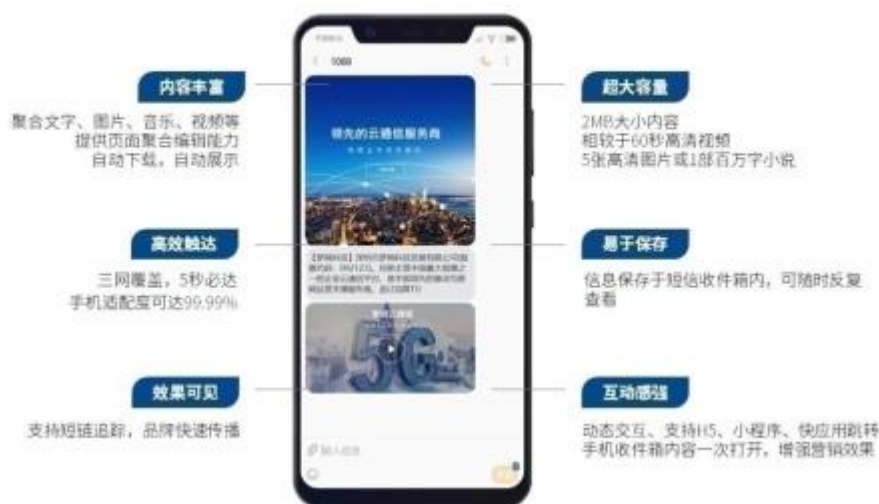 内容丰富
聚合文字、图片、音乐、视频等
提供页面聚合编辑能力
自动下载，自动展示
高效触达
三网覆盖，5秒必达
手机适配度可达99.99%
效果可见
支持短链追踪，品牌快速传播
1069
领先的云通信服务商
5G
超大容量
2MB大小内容
相较于60秒高清视频
5张高清图片或1部百万字小说
易于保存
信息保存于短信收件箱内，可随时反复
查看
互动感强
动态交互、支持H5、小程序、快应用跳转
手机收件箱内容一次打开，增强营销效果